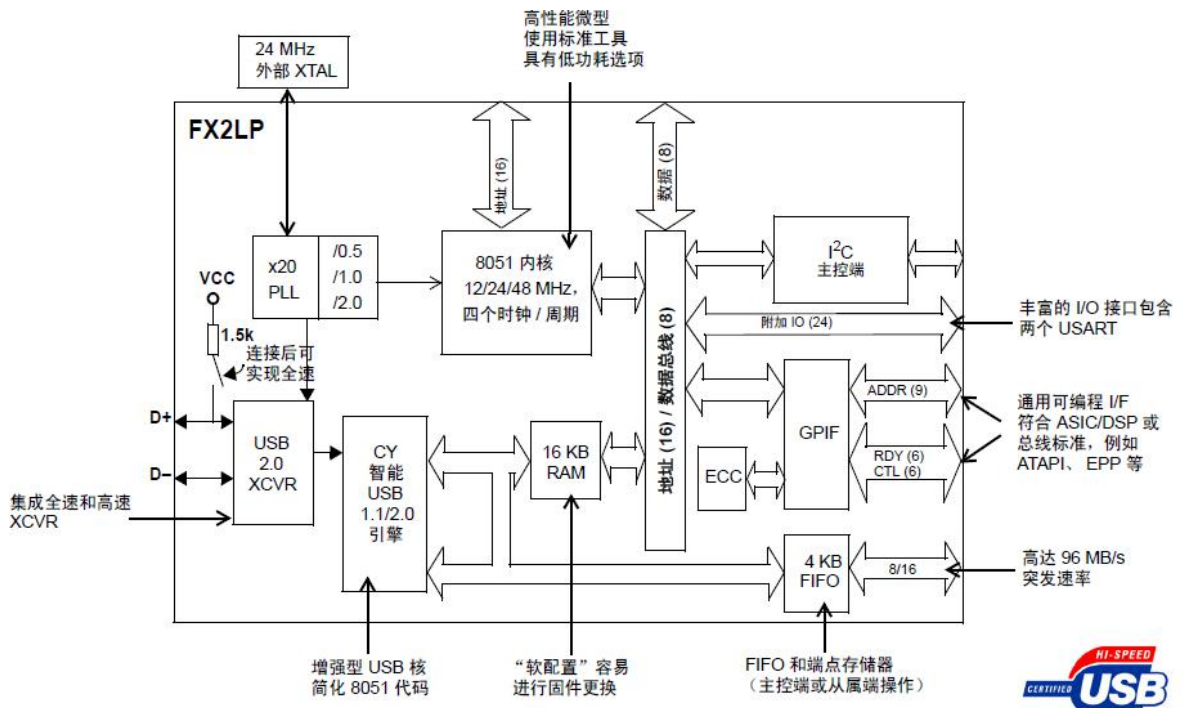 高性能微型
使用标准工具
具有低功耗选项
24 MHz
外部 XTAL
FX2LP
地址 (16)
数据 (8)
x20
PLL
/0.5
/1.0
/2.0
8051 内核
12/24/48 MHz，
四个时钟 / 周期
I²C
主控端
VCC
1.5k
连接后可
实现全速
附加 IO (24)
丰富的 I/O 接口包含
两个 USART
地址 (16) / 数据总线 (8)
D+
D–
USB
2.0
XCVR
CY
智能
USB
1.1/2.0
引擎
16 KB
RAM
ECC
GPIF
ADDR (9)
RDY (6)
CTL (6)
通用可编程 I/F
符合 ASIC/DSP 或
总线标准，例如
ATAPI、 EPP 等
集成全速和高速
XCVR
4 KB
FIFO
8/16
高达 96 MB/s
突发速率
增强型 USB 核
简化 8051 代码
“软配置”容易
进行固件更换
FIFO 和端点存储器
（主控端或从属端操作）
HI-SPEED
CERTIFIED
USB